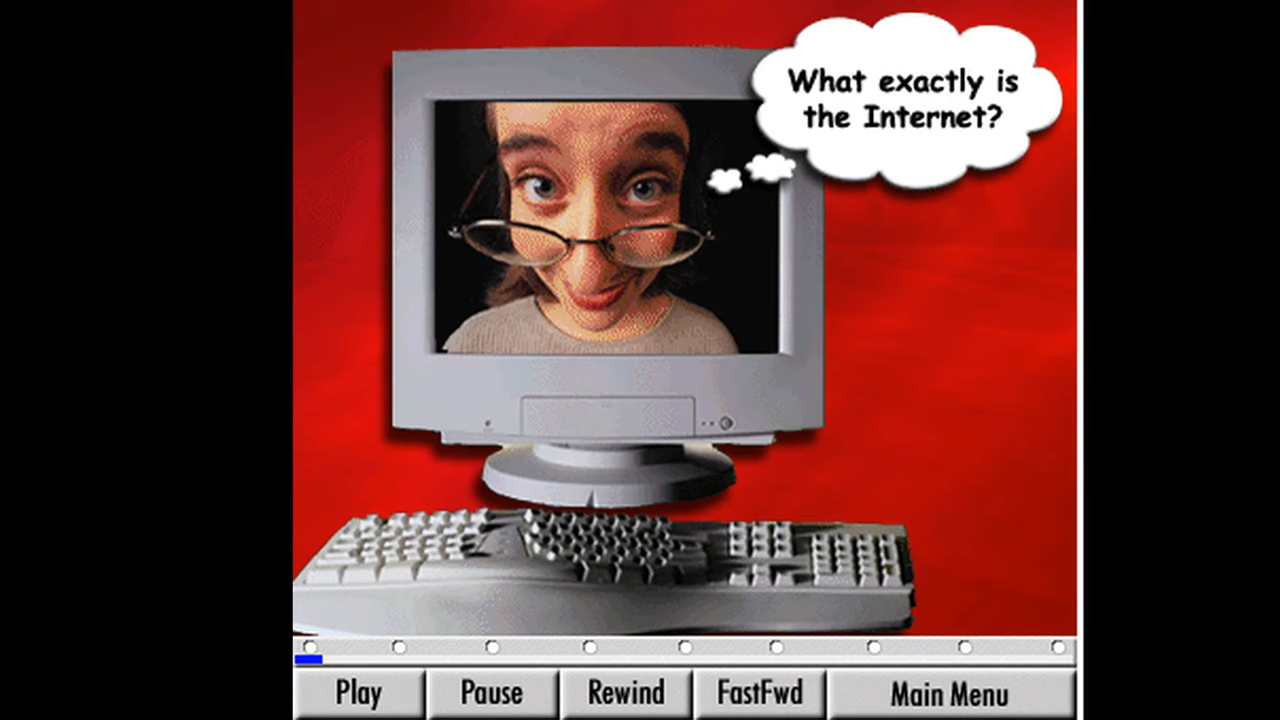 What exactly is
the Internet?
Play
Pause
Rewind
FastFwd
Main Menu